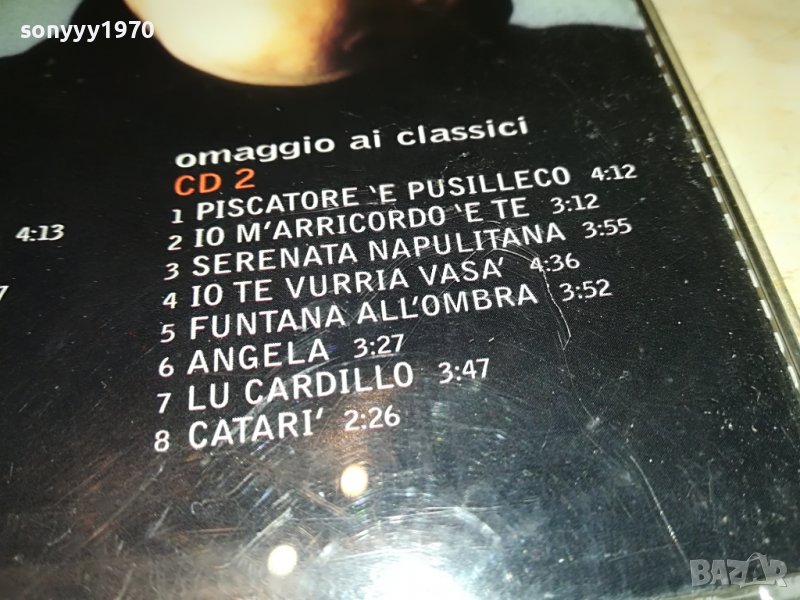 sonyyy1970
omaggio ai classici
CD 2
4:13
1 PISCATORE 'E PUSILLECO 4:12
2 IO M'ARRICORDO 'E TE 3:12
3 SERENATA NAPULITANA 3:55
4 IO TE VURRIA VASA' 4:36
5 FUNTANA ALL'OMBRA 3:52
6 ANGELA 3:27
7 LU CARDILLO 3:47
8 CATARI' 2:26
BAZAR